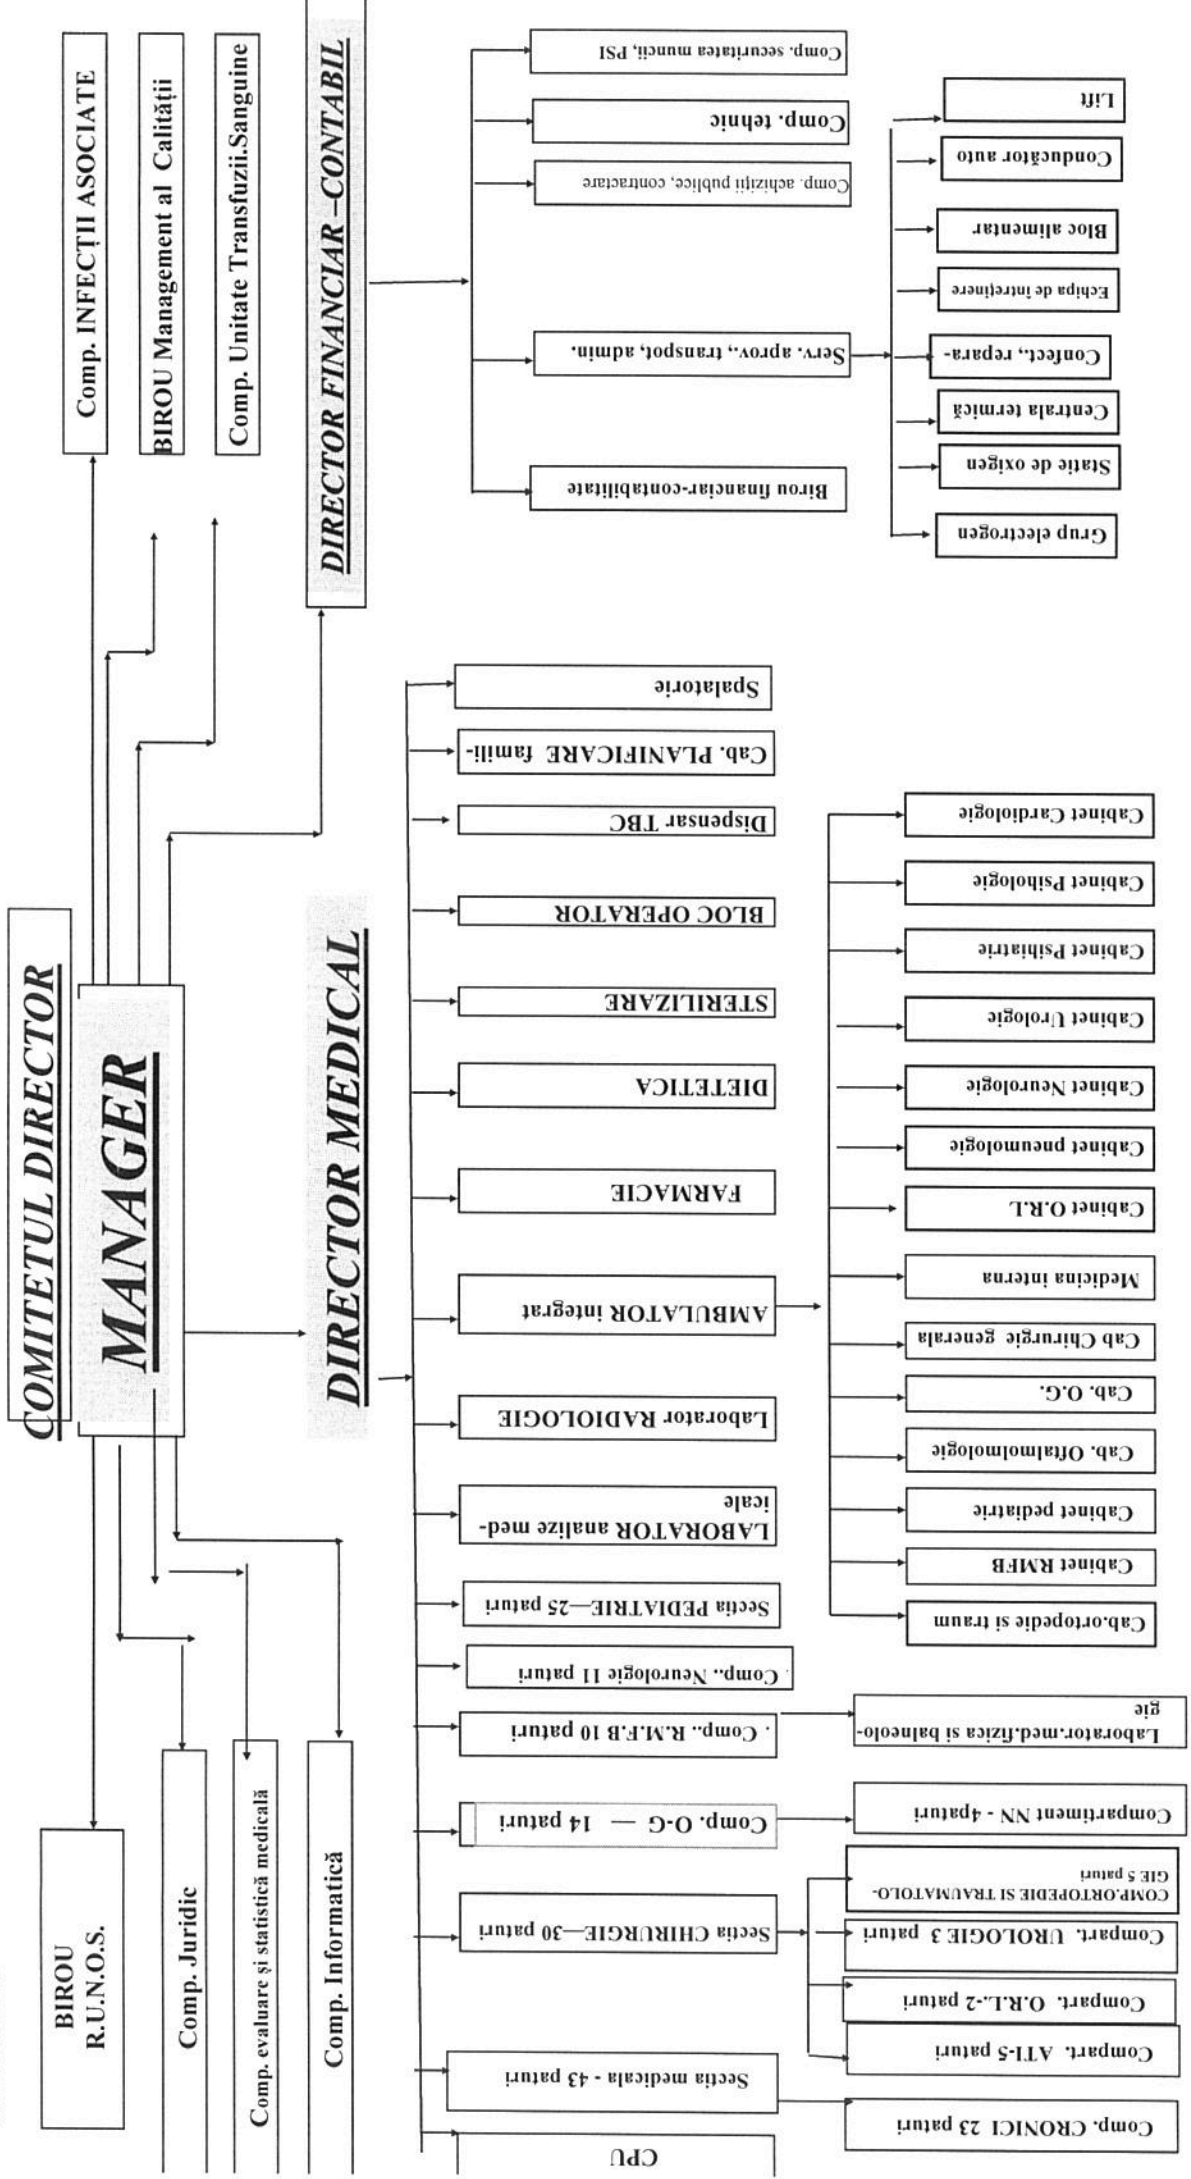 COMITETUL DIRECTOR
MANAGER
BIROU
R.U.N.O.S.
Comp. Juridic
Comp. evaluare și statistică medicală
Comp. Informatică
Comp. INFECȚII ASOCIATE
BIROU Management al Calității
Comp. Unitate Transfuzii.Sanguine
DIRECTOR MEDICAL
DIRECTOR FINANCIAR –CONTABIL
CPU
Sectia medicala - 43 paturi
Sectia CHIRURGIE—30 paturi
Comp. O-G — 14 paturi
. Comp.. R.M.F.B 10 paturi
. Comp.. Neurologie 11 paturi
Sectia PEDIATRIE—25 paturi
LABORATOR analize med-
icale
Laborator RADIOLOGIE
AMBULATOR integrat
FARMACIE
DIETETICA
STERILIZARE
BLOC OPERATOR
Dispensar TBC
Cab. PLANIFICARE famili-
Spalatorie
Comp. CRONICI 23 paturi
Compart. ATI-5 paturi
Compart. O.R.L.-2 paturi
Compart. UROLOGIE 3 paturi
COMP.ORTOPEDIE SI TRAUMATOLO-
GIE 5 paturi
Compartiment NN - 4paturi
Laborator.med.fizica si balneolo-
gie
Cab.ortopedie si traum
Cabinet RMFB
Cabinet pediatrie
Cab. Oftalmolmologie
Cab. O.G.
Cab Chirurgie generala
Medicina interna
Cabinet O.R.L
Cabinet pneumologie
Cabinet Neurologie
Cabinet Urologie
Cabinet Psihiatrie
Cabinet Psihologie
Cabinet Cardiologie
Birou financiar-contabilitate
Serv. aprov., transpot, admin.
Comp. achiziții publice, contractare
Comp. tehnic
Comp. securitatea muncii, PSI
Grup electrogen
Statie de oxigen
Centrala termică
Confect., repara-
Echipa de întreținere
Bloc alimentar
Conducător auto
Lift